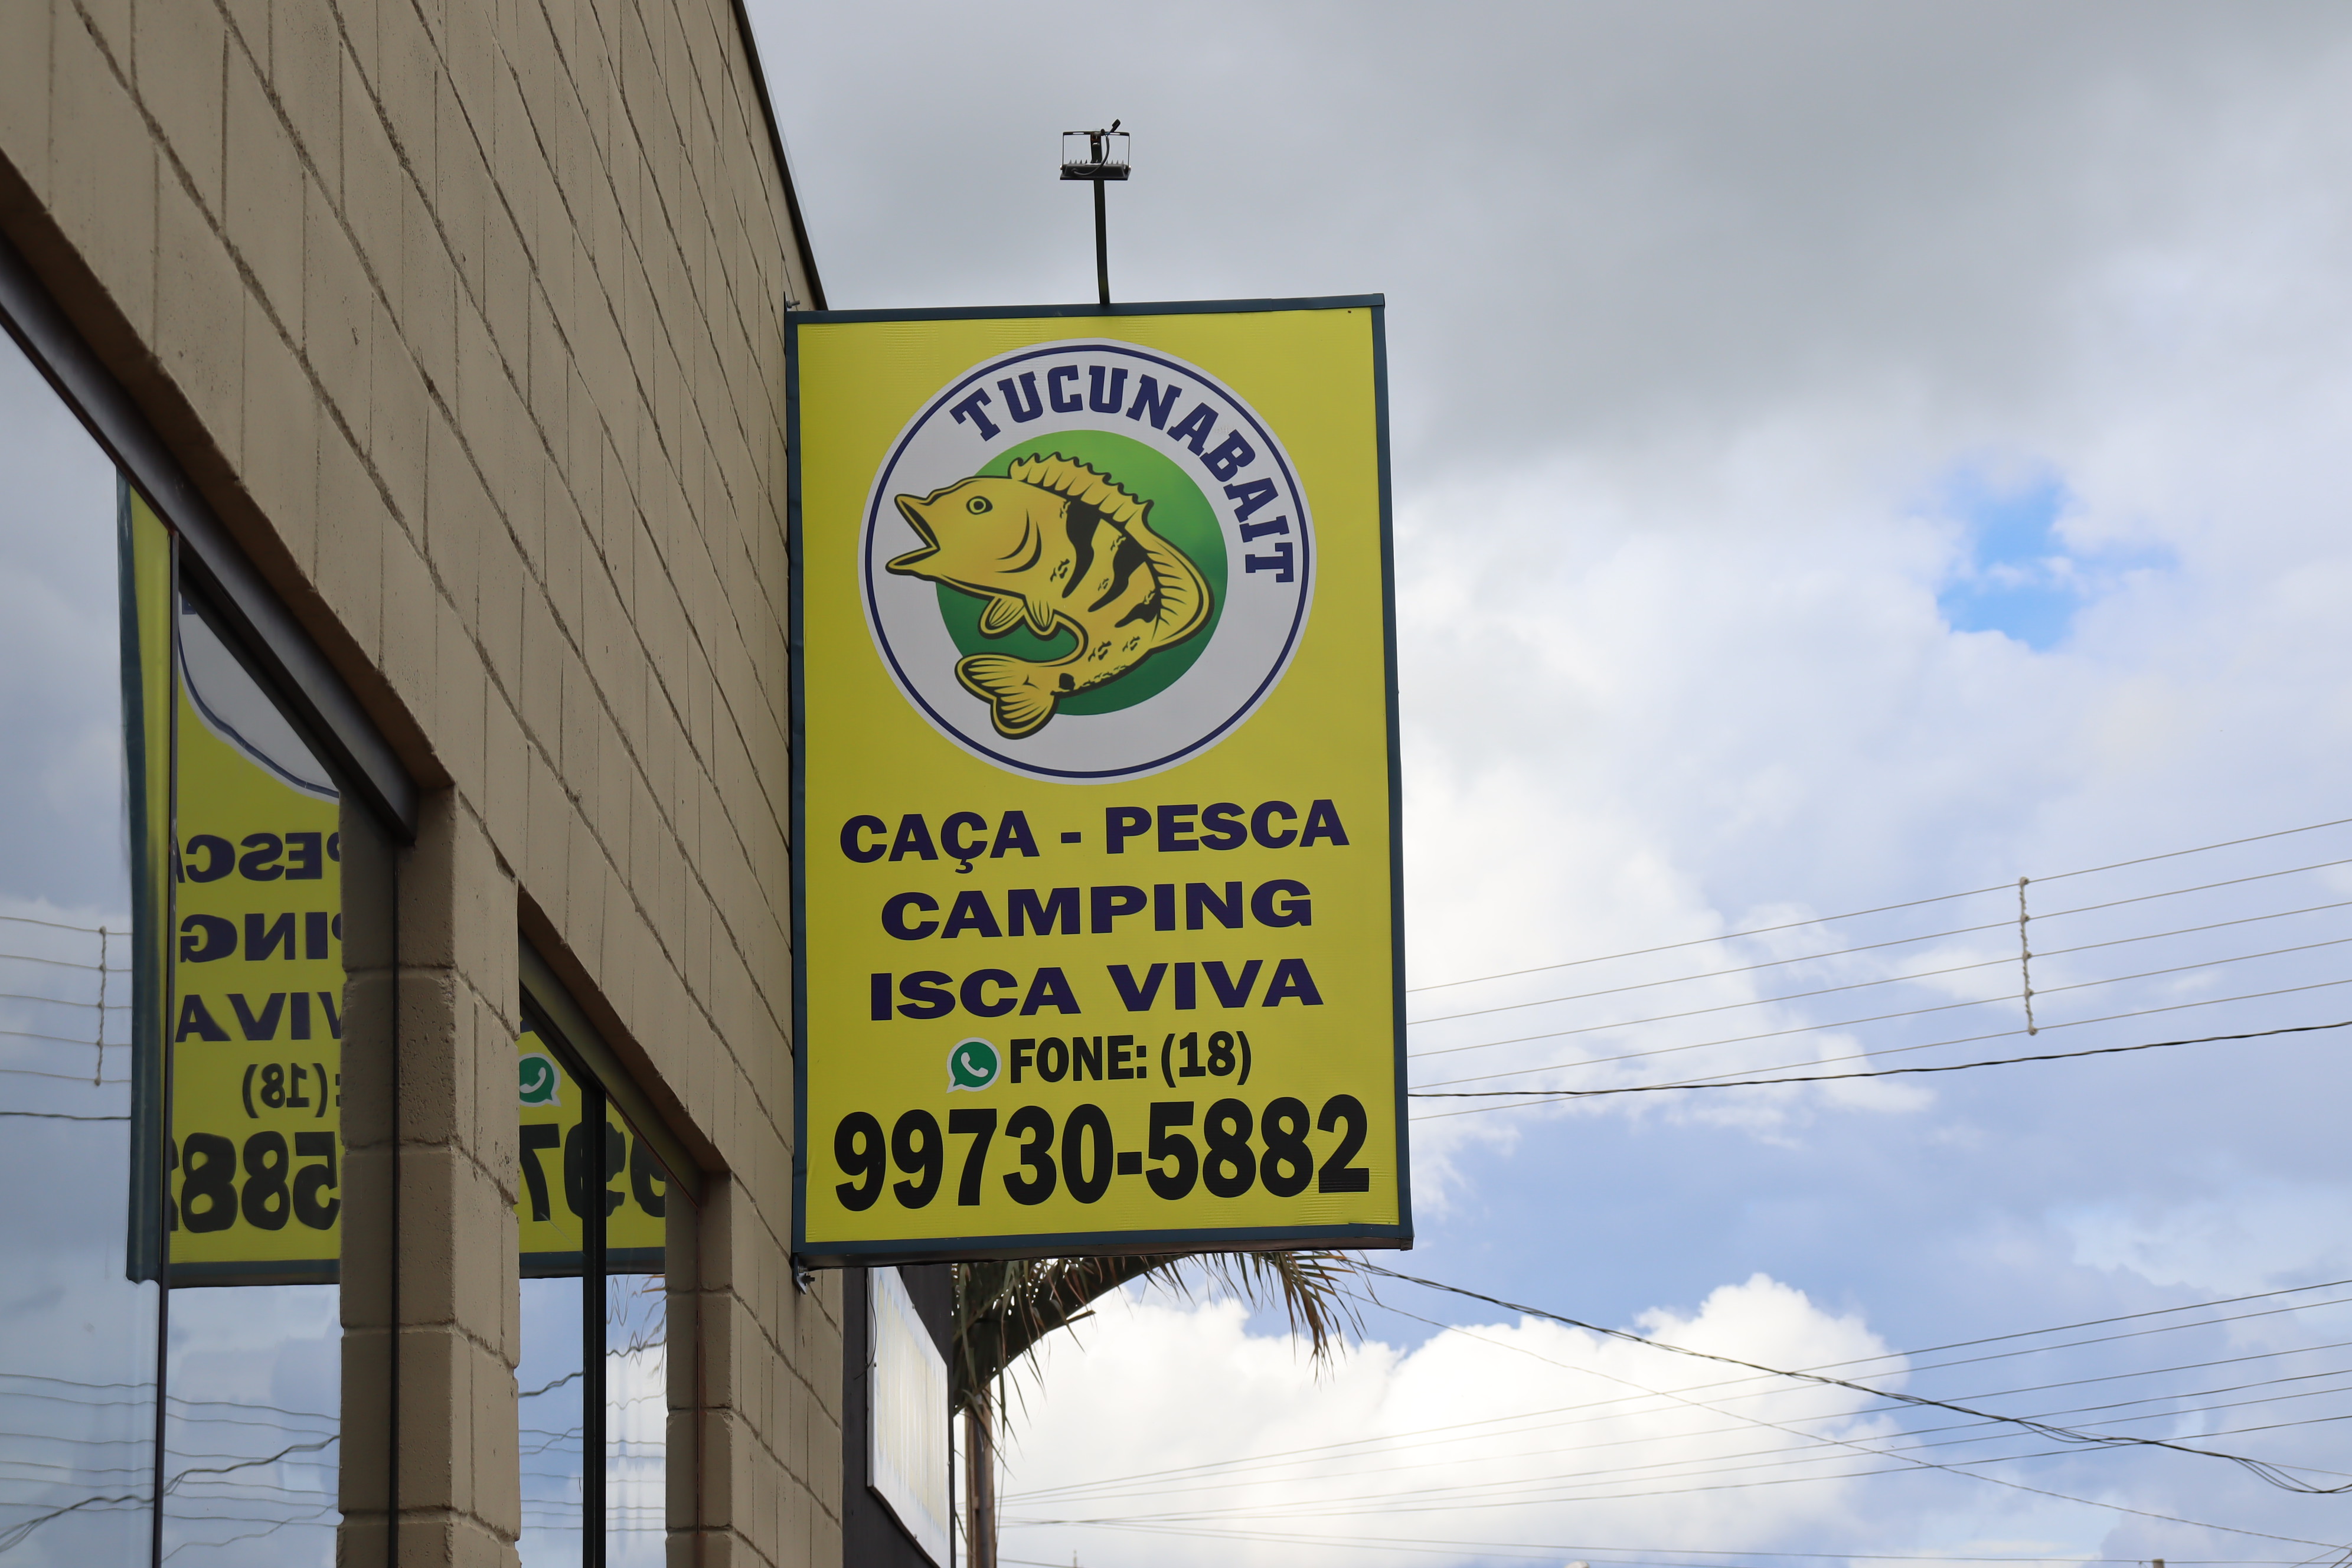 TUCUNABAIT
CAÇA - PESCA
CAMPING
ISCA VIVA
FONE: (18)
99730-5882